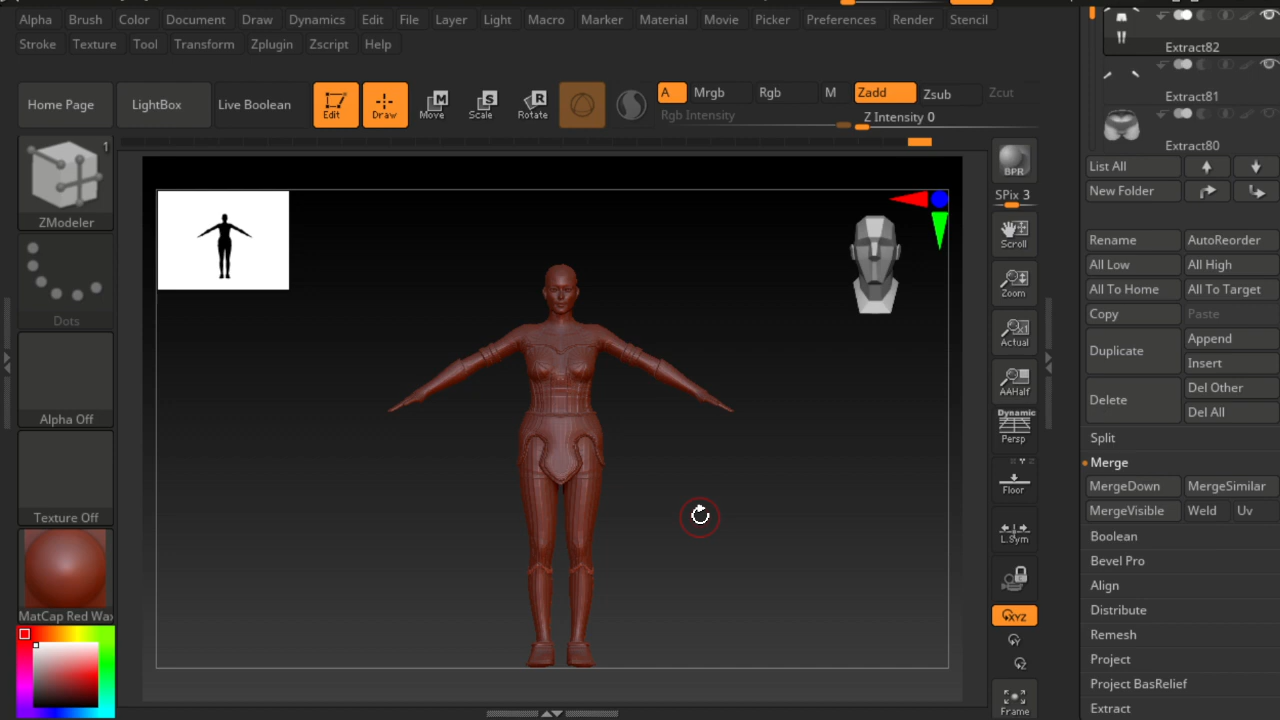 Alpha Brush Color Document Draw Dynamics Edit File Layer Light Macro Marker Material Movie Picker Preferences Render Stencil
Stroke Texture Tool Transform Zplugin Zscript Help
Home Page LightBox Live Boolean Edit Draw Move Scale Rotate
M S R
A Mrgb Rgb M Zadd Zsub Zcut
Rgb Intensity Z Intensity 0
1
ZModeler
Dots
Alpha Off
Texture Off
MatCap Red Wax
BPR
SPix 3
Scroll
Zoom
Actual
AAHalf
Dynamic
Persp
Floor
L.Sym
XYZ
Frame
Extract82
Extract81
Extract80
List All
New Folder
Rename AutoReorder
All Low All High
All To Home All To Target
Copy Paste
Duplicate Append
Insert
Delete Del Other
Del All
Split
Merge
MergeDown MergeSimilar
MergeVisible Weld Uv
Boolean
Bevel Pro
Align
Distribute
Remesh
Project
Project BasRelief
Extract